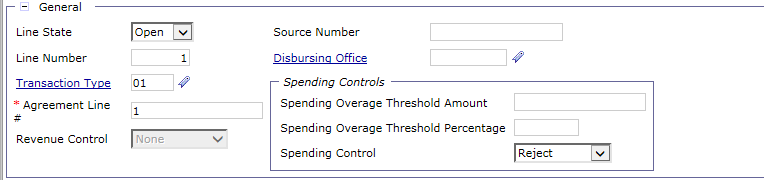 General
Line State Open
Source Number
Line Number 1
Disbursing Office
Transaction Type 01
Spending Controls
* Agreement Line # 1
Spending Overage Threshold Amount
Spending Overage Threshold Percentage
Revenue Control None
Spending Control Reject